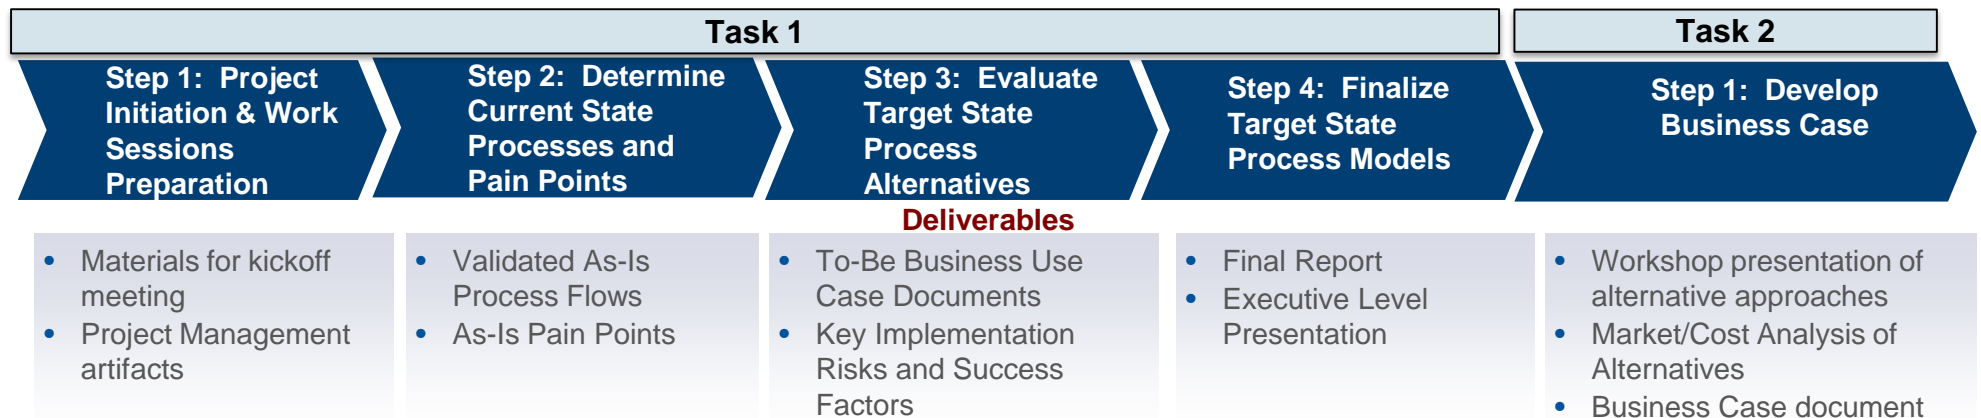 Task 1
Task 2
Step 1:  Project
Initiation & Work
Sessions
Preparation
Step 2:  Determine
Current State
Processes and
Pain Points
Step 3:  Evaluate
Target State
Process
Alternatives
Step 4:  Finalize
Target State
Process Models
Step 1:  Develop
Business Case
Deliverables
• Materials for kickoff
meeting
• Project Management
artifacts
• Validated As-Is
Process Flows
• As-Is Pain Points
• To-Be Business Use
Case Documents
• Key Implementation
Risks and Success
Factors
• Final Report
• Executive Level
Presentation
• Workshop presentation of
alternative approaches
• Market/Cost Analysis of
Alternatives
• Business Case document